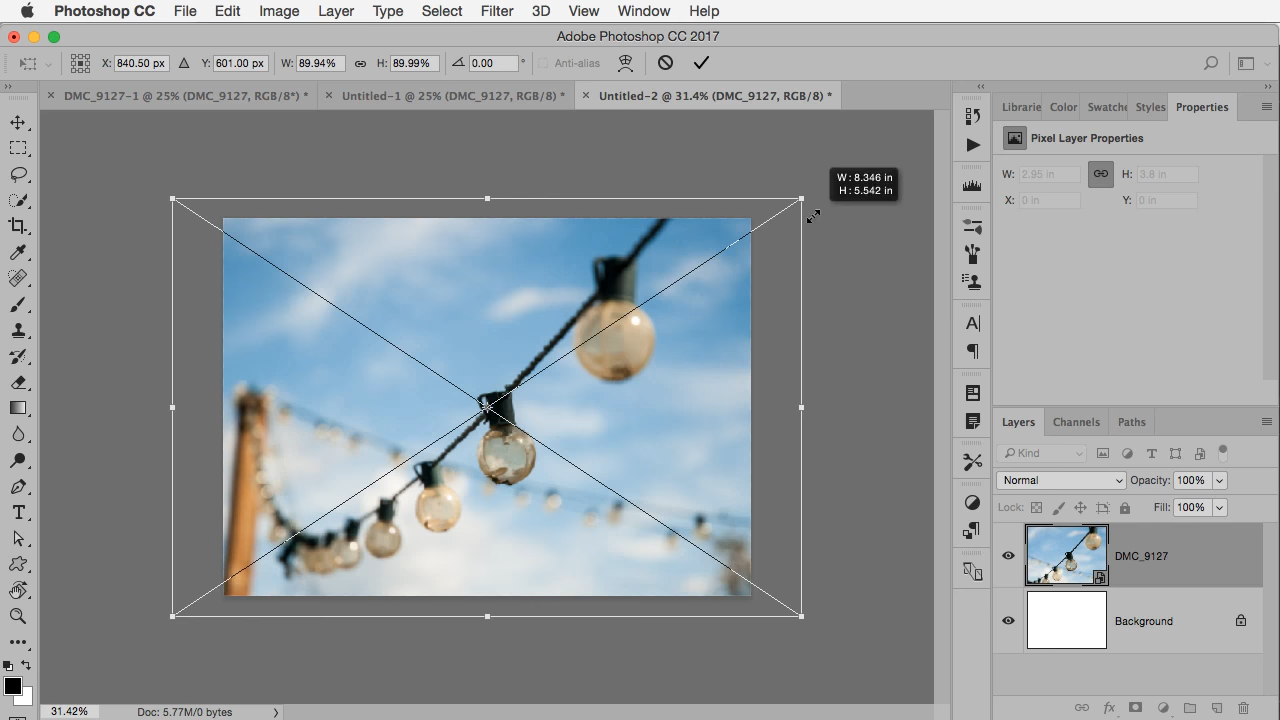 Photoshop CC File Edit Image Layer Type Select Filter 3D View Window Help
Adobe Photoshop CC 2017
X: 840.50 px Y: 601.00 px W: 89.94% H: 89.99% 0.00 ° Anti-alias
DMC_9127-1 @ 25% (DMC_9127, RGB/8*) * Untitled-1 @ 25% (DMC_9127, RGB/8) * Untitled-2 @ 31.4% (DMC_9127, RGB/8) *
Librarie Color Swatche Styles Properties
Pixel Layer Properties
W: 2.95 in H: 3.8 in
X: 0 in Y: 0 in
W : 8.346 in
H : 5.542 in
Layers Channels Paths
Kind
Normal Opacity: 100%
Lock: Fill: 100%
DMC_9127
Background
31.42% Doc: 5.77M/0 bytes